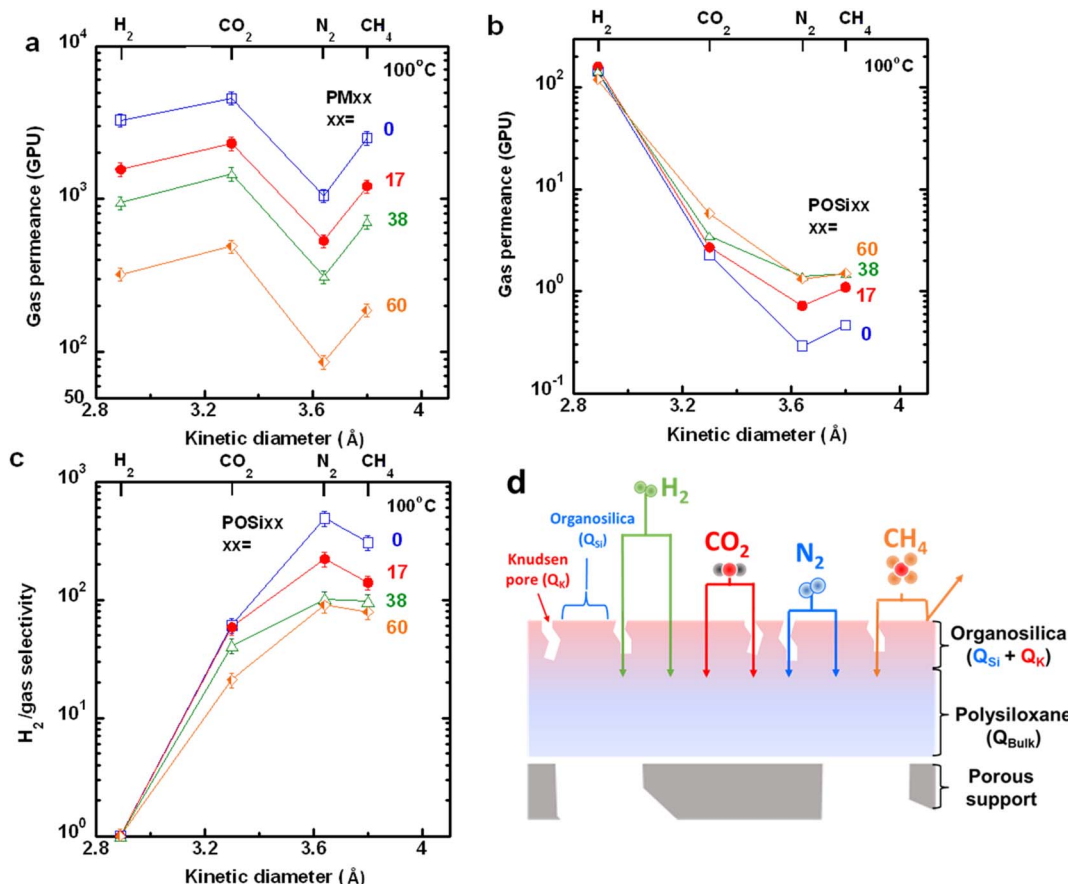 a
H2 CO2 N2 CH4
10^4
10^3
10^2
50
100°C
PMxx
xx=
0
17
38
60
Gas permeance (GPU)
2.8 3.2 3.6 4
Kinetic diameter (Å)
b
H2 CO2 N2 CH4
10^2
10^1
10^0
10^-1
100°C
POSixx
xx=
60
38
17
0
Gas permeance (GPU)
2.8 3.2 3.6 4
Kinetic diameter (Å)
c
H2 CO2 N2 CH4
10^3
10^2
10^1
10^0
100°C
POSixx
xx=
0
17
38
60
H2/gas selectivity
2.8 3.2 3.6 4
Kinetic diameter (Å)
d
H2
Organosilica
(QSi)
Knudsen
pore (QK)
CO2
N2
CH4
Organosilica
(QSi + QK)
Polysiloxane
(QBulk)
Porous
support